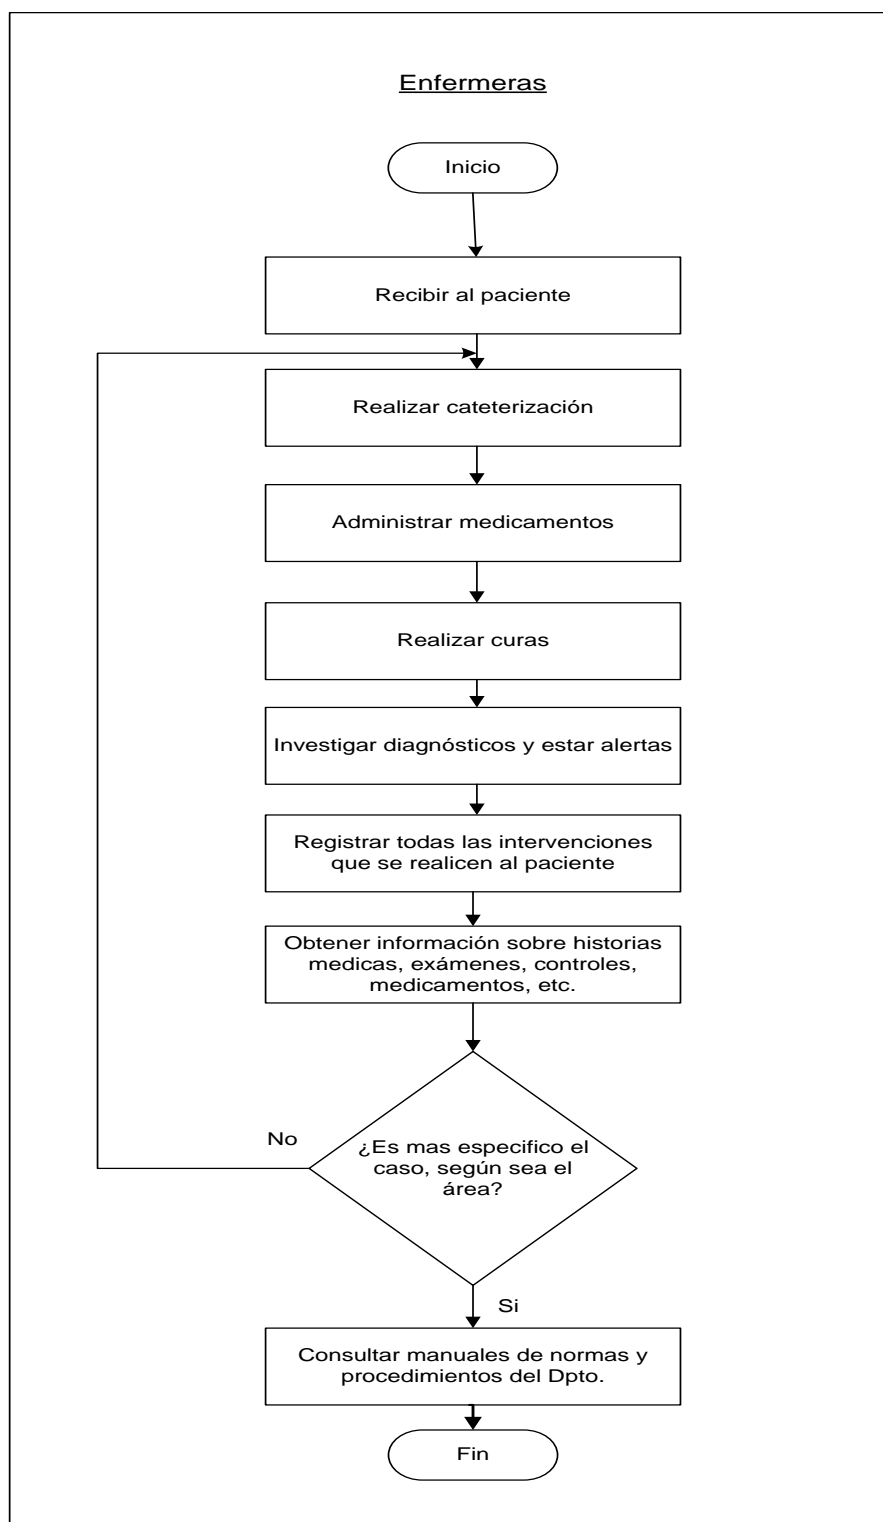 Enfermeras
Inicio
Recibir al paciente
Realizar cateterización
Administrar medicamentos
Realizar curas
Investigar diagnósticos y estar alertas
Registrar todas las intervenciones
que se realicen al paciente
Obtener información sobre historias
medicas, exámenes, controles,
medicamentos, etc.
No
¿Es mas especifico el
caso, según sea el
área?
Si
Consultar manuales de normas y
procedimientos del Dpto.
Fin